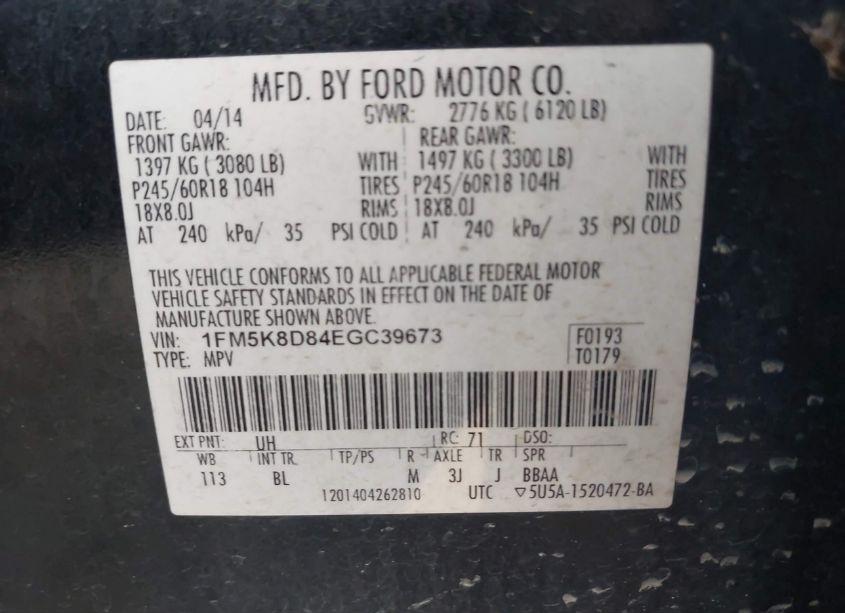 MFD. BY FORD MOTOR CO.
DATE: 04/14 GVWR: 2776 KG ( 6120 LB)
FRONT GAWR: REAR GAWR:
1397 KG ( 3080 LB) WITH 1497 KG ( 3300 LB) WITH
P245/60R18 104H TIRES P245/60R18 104H TIRES
18X8.0J RIMS 18X8.0J RIMS
AT 240 kPa/ 35 PSI COLD AT 240 kPa/ 35 PSI COLD
THIS VEHICLE CONFORMS TO ALL APPLICABLE FEDERAL MOTOR
VEHICLE SAFETY STANDARDS IN EFFECT ON THE DATE OF
MANUFACTURE SHOWN ABOVE.
VIN: 1FM5K8D84EGC39673 F0193
TYPE: MPV T0179
EXT PNT: UH RC: 71 DSO:
WB INT TR TP/PS R AXLE TR SPR
113 BL M 3J J BBAA
1201404262810 UTC ▽5U5A-1520472-BA